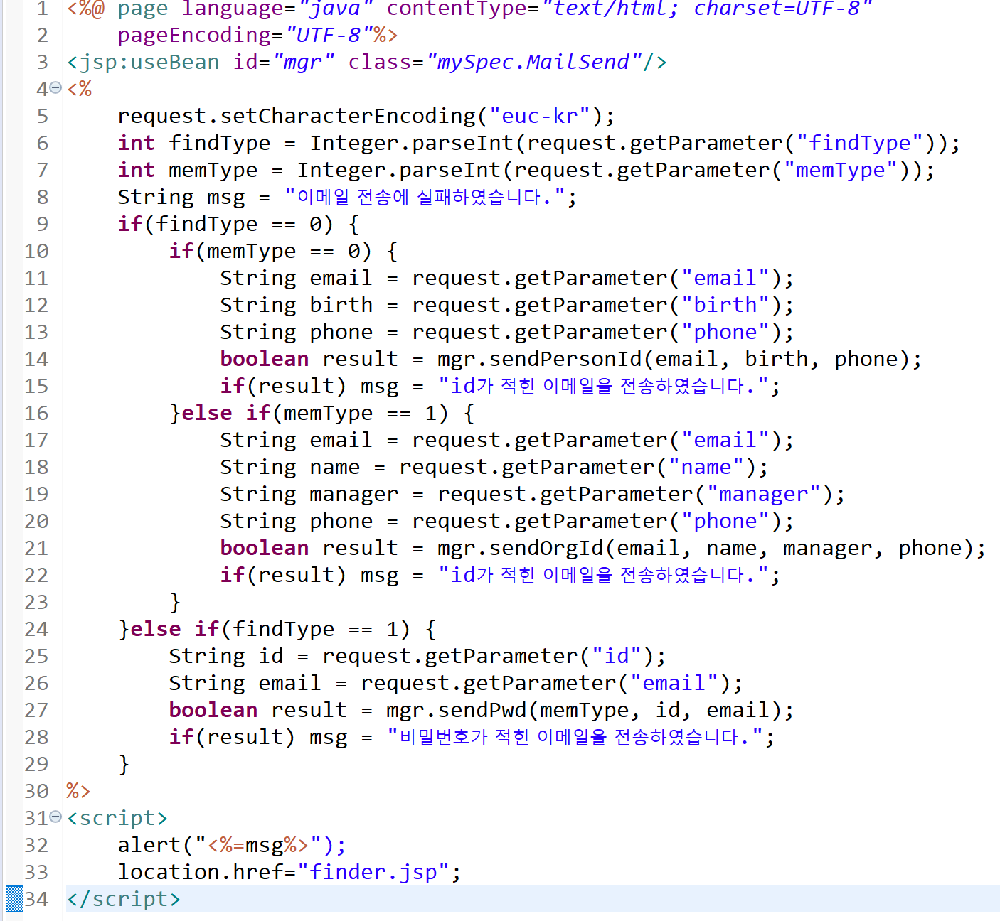 1 <%@ page language="java" contentType="text/html; charset=UTF-8"
2     pageEncoding="UTF-8"%>
3 <jsp:useBean id="mgr" class="mySpec.MailSend"/>
4 <%
5     request.setCharacterEncoding("euc-kr");
6     int findType = Integer.parseInt(request.getParameter("findType"));
7     int memType = Integer.parseInt(request.getParameter("memType"));
8     String msg = "이메일 전송에 실패하였습니다.";
9     if(findType == 0) {
10         if(memType == 0) {
11             String email = request.getParameter("email");
12             String birth = request.getParameter("birth");
13             String phone = request.getParameter("phone");
14             boolean result = mgr.sendPersonId(email, birth, phone);
15             if(result) msg = "id가 적힌 이메일을 전송하였습니다.";
16         }else if(memType == 1) {
17             String email = request.getParameter("email");
18             String name = request.getParameter("name");
19             String manager = request.getParameter("manager");
20             String phone = request.getParameter("phone");
21             boolean result = mgr.sendOrgId(email, name, manager, phone);
22             if(result) msg = "id가 적힌 이메일을 전송하였습니다.";
23         }
24     }else if(findType == 1) {
25         String id = request.getParameter("id");
26         String email = request.getParameter("email");
27         boolean result = mgr.sendPwd(memType, id, email);
28         if(result) msg = "비밀번호가 적힌 이메일을 전송하였습니다.";
29     }
30 %>
31 <script>
32     alert("<%=msg%>");
33     location.href="finder.jsp";
34 </script>